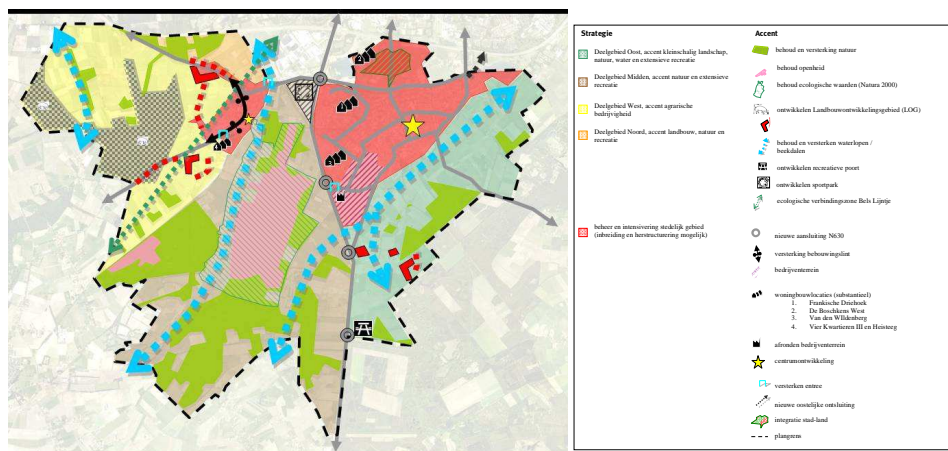 Strategie
Deelgebied Oost, accent kleinschalig landschap,
natuur, water en extensieve recreatie
Deelgebied Midden, accent natuur en extensieve
recreatie
Deelgebied West, accent agrarische
bedrijvigheid
Deelgebied Noord, accent landbouw, natuur en
recreatie
beheer en intensivering stedelijk gebied
(inbreiding en herstructurering mogelijk)
Accent
behoud en versterking natuur
behoud openheid
behoud ecologische waarden (Natura 2000)
ontwikkelen Landbouwontwikkelingsgebied (LOG)
behoud en versterken waterlopen /
beekdalen
ontwikkelen recreatieve poort
ontwikkelen sportpark
ecologische verbindingszone Bels Lijntje
nieuwe aansluiting N630
versterking bebouwingslint
bedrijventerrein
woningbouwlocaties (substantieel)
1. Frankische Driehoek
2. De Boschkens West
3. Van den WIldenberg
4. Vier Kwartieren III en Heisteeg
afronden bedrijventerrein
centrumontwikkeling
versterken entree
nieuwe oostelijke ontsluiting
integratie stad-land
plangrens